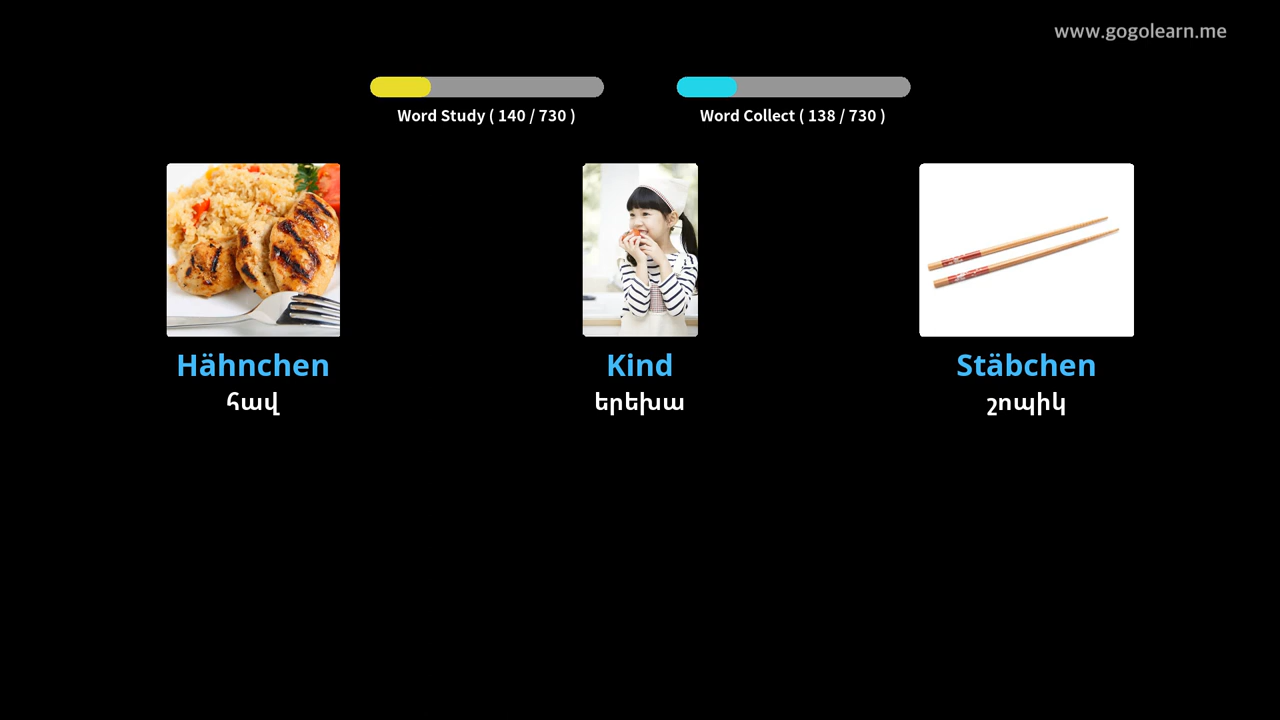 www.gogolearn.me
Word Study ( 140 / 730 )
Word Collect ( 138 / 730 )
Hähnchen
Kind
Stäbchen
հավ
երեխա
շոպիկ